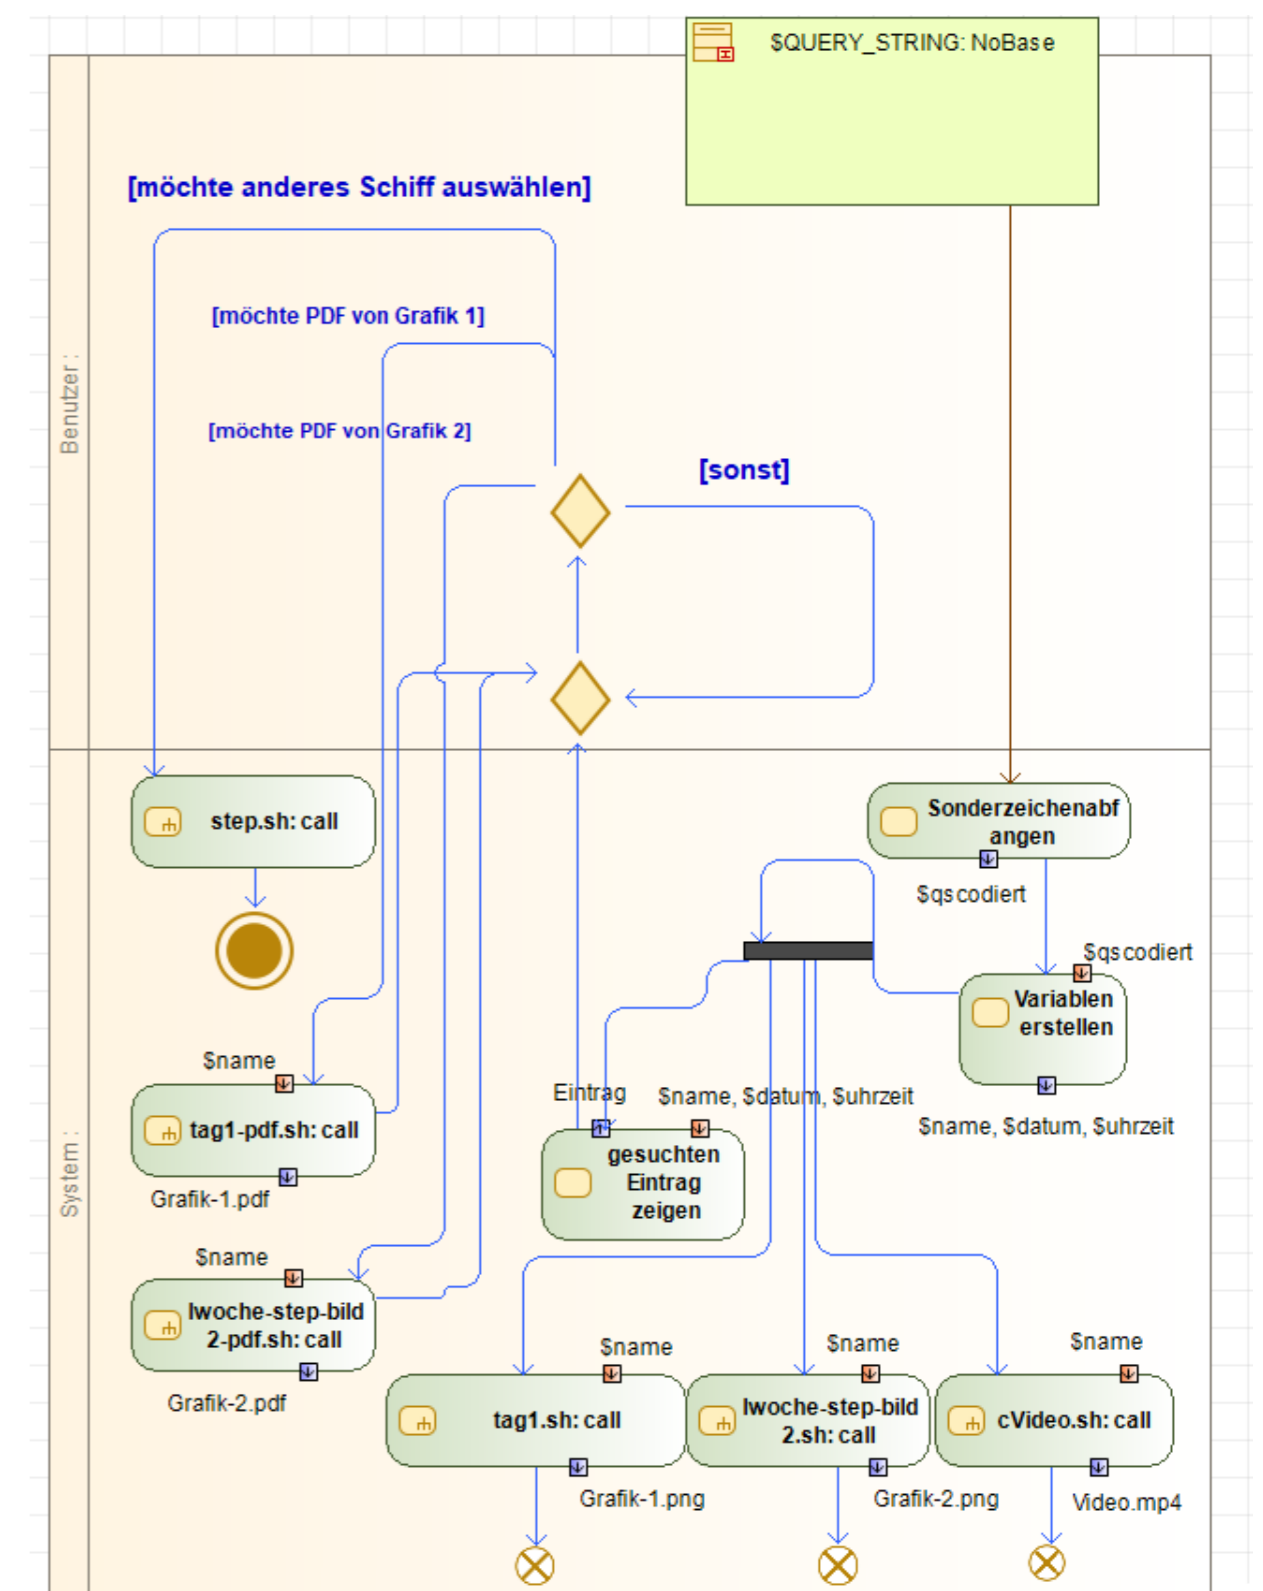 $QUERY_STRING: NoBase
[möchte anderes Schiff auswählen]
[möchte PDF von Grafik 1]
[möchte PDF von Grafik 2]
[sonst]
Benutzer :
step.sh: call
Sonderzeichenabf
angen
$qscodiert
$qscodiert
Variablen
erstellen
$name, $datum, $uhrzeit
$name
tag1-pdf.sh: call
Grafik-1.pdf
Eintrag
$name, $datum, $uhrzeit
gesuchten
Eintrag
zeigen
System :
$name
lwoche-step-bild
2-pdf.sh: call
Grafik-2.pdf
$name
tag1.sh: call
Grafik-1.png
$name
lwoche-step-bild
2.sh: call
Grafik-2.png
$name
cVideo.sh: call
Video.mp4